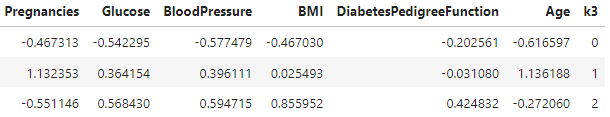 Pregnancies Glucose BloodPressure BMI DiabetesPedigreeFunction Age k3
-0.467313 -0.542295 -0.577479 -0.467030 -0.202561 -0.616597 0
1.132353 0.364154 0.396111 0.025493 -0.031080 1.136188 1
-0.551146 0.568430 0.594715 0.855952 0.424832 -0.272060 2